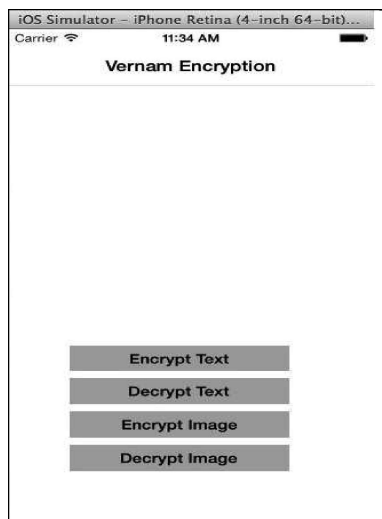 iOS Simulator – iPhone Retina (4-inch 64-bit)...
Carrier 11:34 AM
Vernam Encryption
Encrypt Text
Decrypt Text
Encrypt Image
Decrypt Image